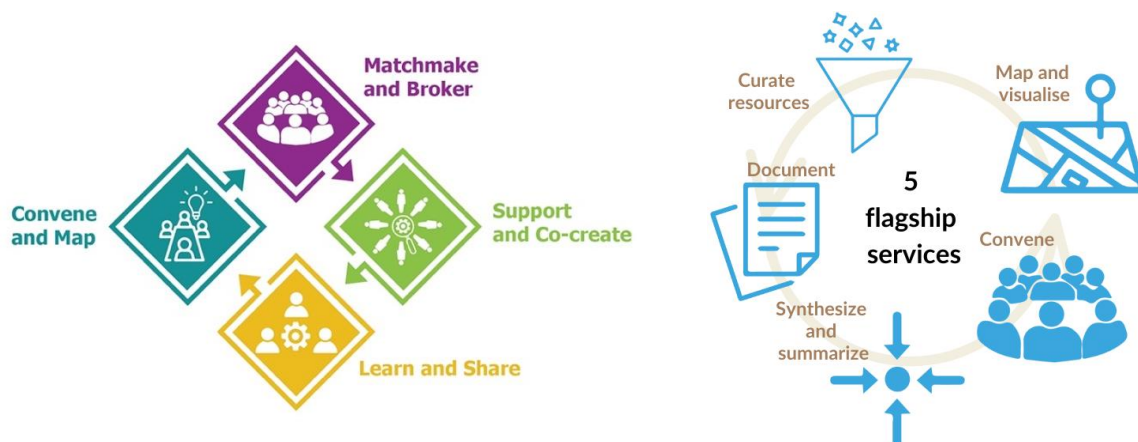 Matchmake
and Broker
Convene
and Map
Support
and Co-create
Learn and Share
Curate
resources
Map and
visualise
Document
5
flagship
services
Convene
Synthesize
and
summarize